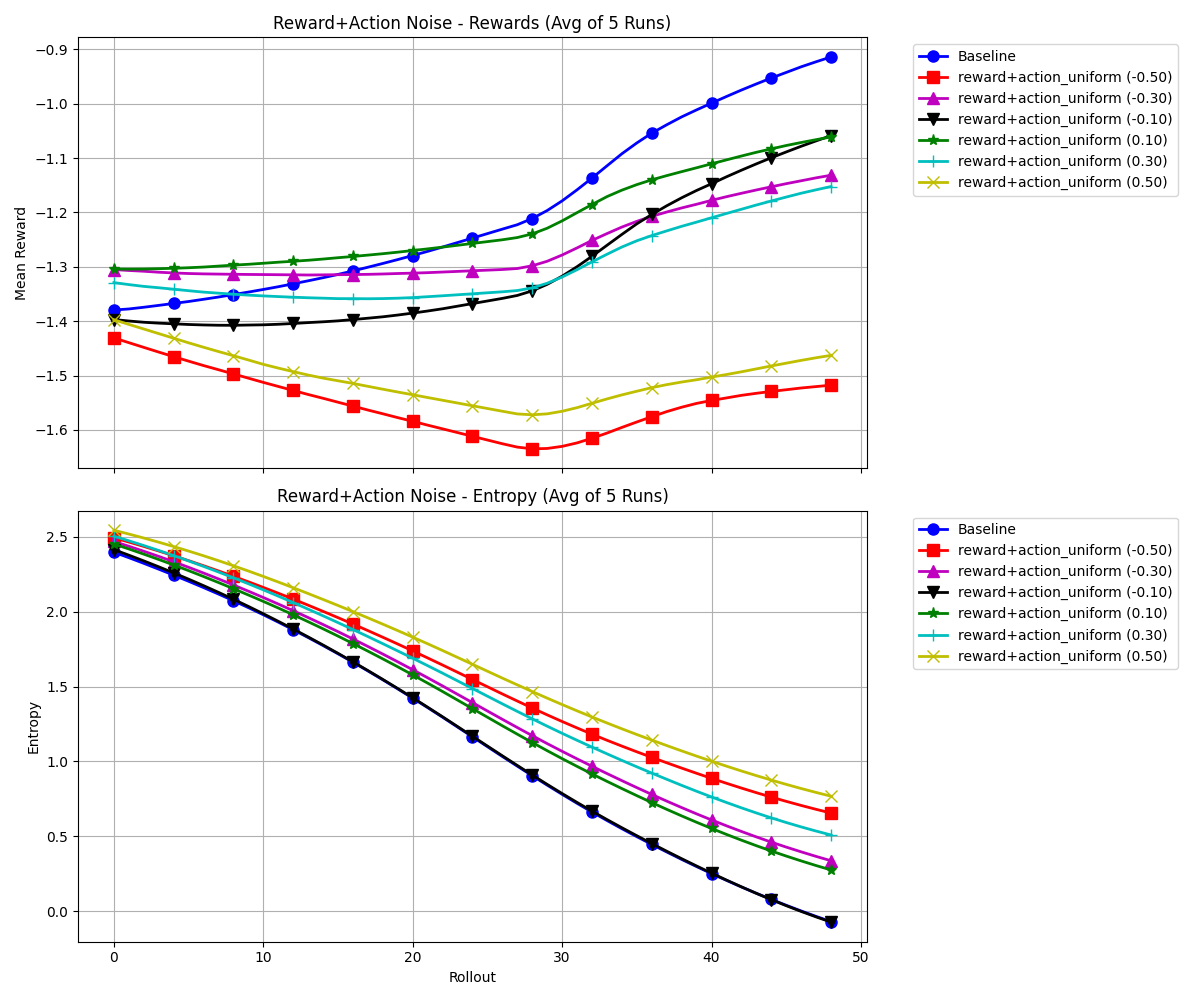 Reward+Action Noise - Rewards (Avg of 5 Runs)
−0.9
−1.0
−1.1
−1.2
−1.3
−1.4
−1.5
−1.6
Mean Reward
Baseline
reward+action_uniform (-0.50)
reward+action_uniform (-0.30)
reward+action_uniform (-0.10)
reward+action_uniform (0.10)
reward+action_uniform (0.30)
reward+action_uniform (0.50)
Reward+Action Noise - Entropy (Avg of 5 Runs)
2.5
2.0
1.5
1.0
0.5
0.0
Entropy
0 10 20 30 40 50
Rollout
Baseline
reward+action_uniform (-0.50)
reward+action_uniform (-0.30)
reward+action_uniform (-0.10)
reward+action_uniform (0.10)
reward+action_uniform (0.30)
reward+action_uniform (0.50)